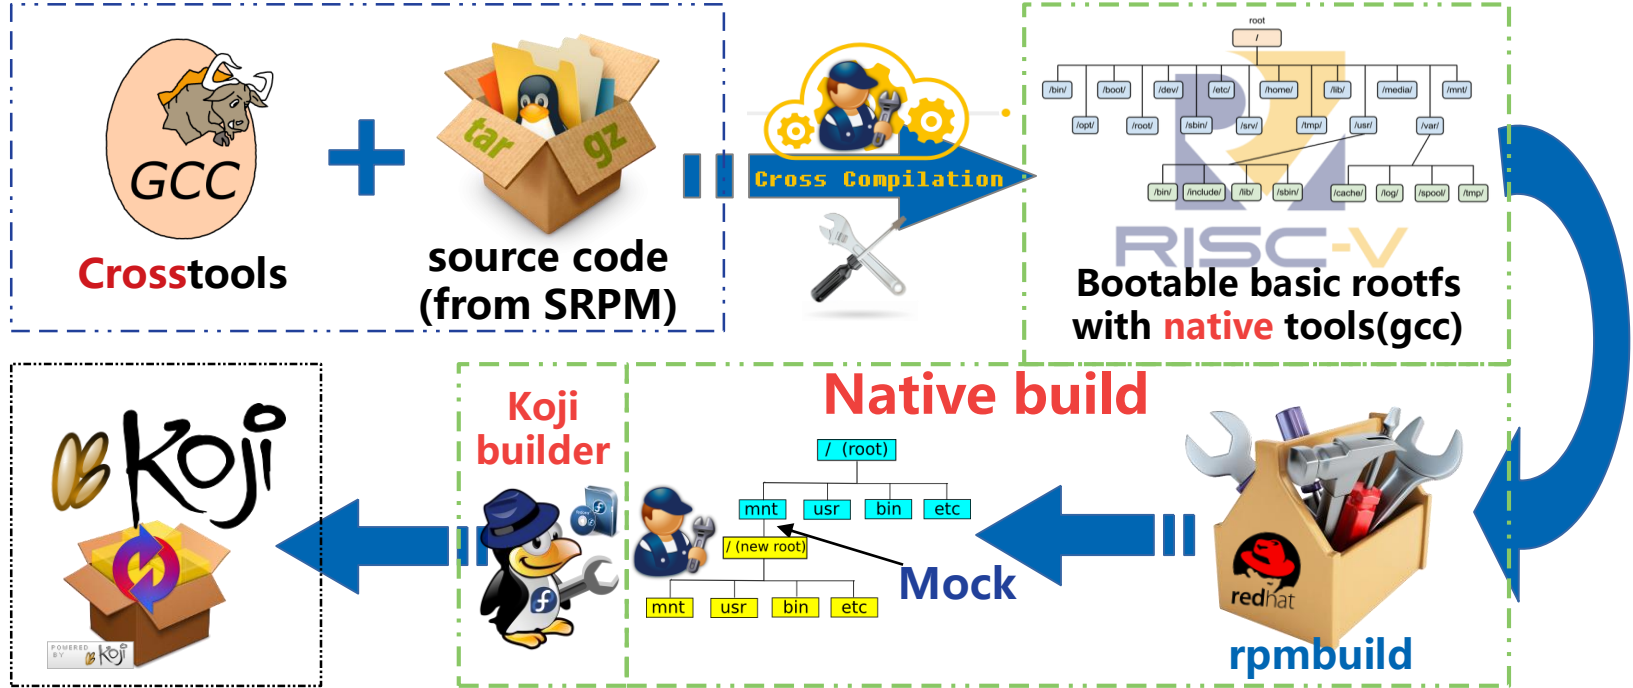 GCC
Crosstools
tar
gz
source code
(from SRPM)
Cross Compilation
root
/
/bin/
/boot/
/dev/
/etc/
/home/
/lib/
/media/
/mnt/
/opt/
/root/
/sbin/
/srv/
/tmp/
/usr/
/var/
/bin/
/include/
/lib/
/sbin/
/cache/
/log/
/spool/
/tmp/
RISC-V
Bootable basic rootfs
with native tools(gcc)
Native build
redhat
rpmbuild
/ (root)
mnt
usr
bin
etc
/ (new root)
mnt
usr
bin
etc
Mock
Koji
builder
Koji
POWERED
BY
Koji